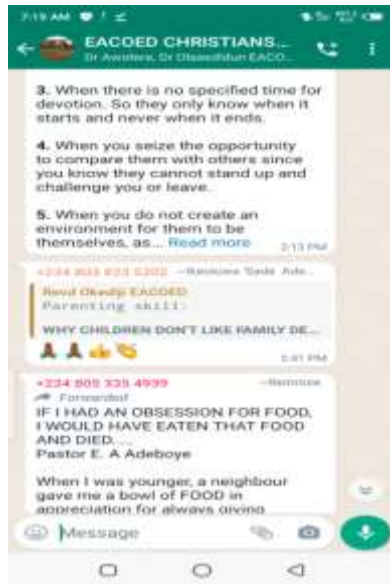 7:19 AM
EACOED CHRISTIANS...
Dr Awotere, Dr Olasedidun EACO...
3. When there is no specified time for
devotion. So they only know when it
starts and never when it ends.
4. When you seize the opportunity
to compare them with others since
you know they cannot stand up and
challenge you or leave.
5. When you do not create an
environment for them to be
themselves, as... Read more
2:13 PM
Revd Okediji EACOED
Parenting skill:
WHY CHILDREN DON'T LIKE FAMILY DE...
+234 805 335 4939
Forwarded
IF I HAD AN OBSESSION FOR FOOD,
I WOULD HAVE EATEN THAT FOOD
AND DIED....
Pastor E. A Adeboye
When I was younger, a neighbour
gave me a bowl of FOOD in
appreciation for always giving
Message